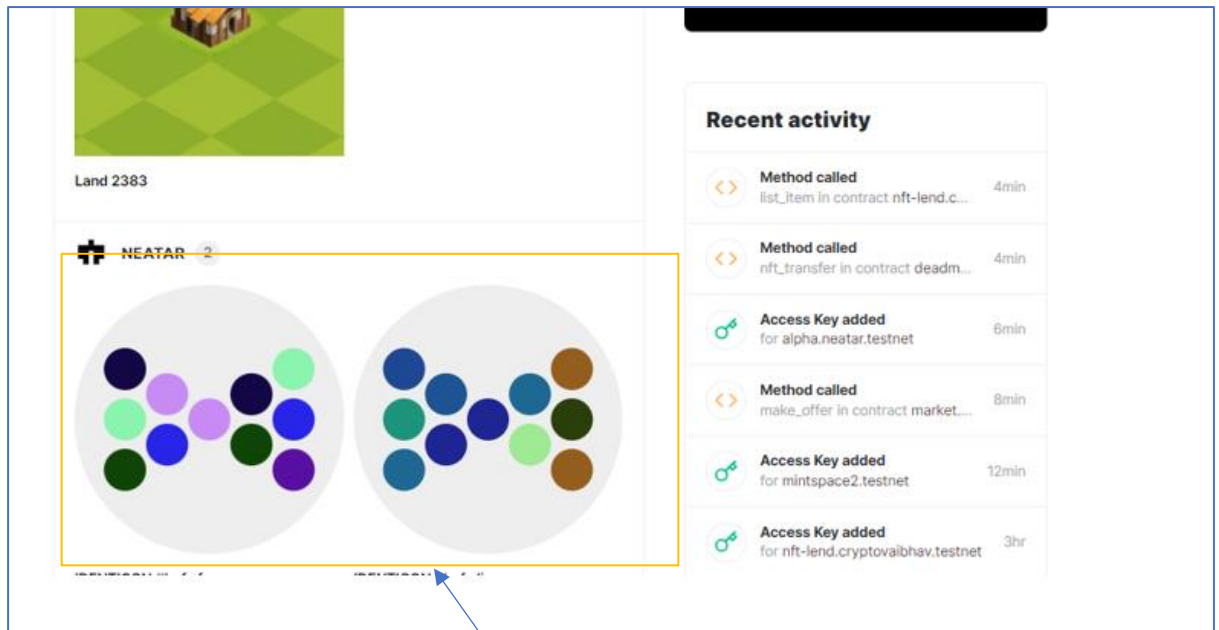 Land 2383
NEATAR 2
Recent activity
Method called
list_item in contract nft-lend.c...
4min
Method called
nft_transfer in contract deadm...
4min
Access Key added
for alpha.neatar.testnet
6min
Method called
make_offer in contract market....
8min
Access Key added
for mintspace2.testnet
12min
Access Key added
for nft-lend.cryptovaibhav.testnet
3hr